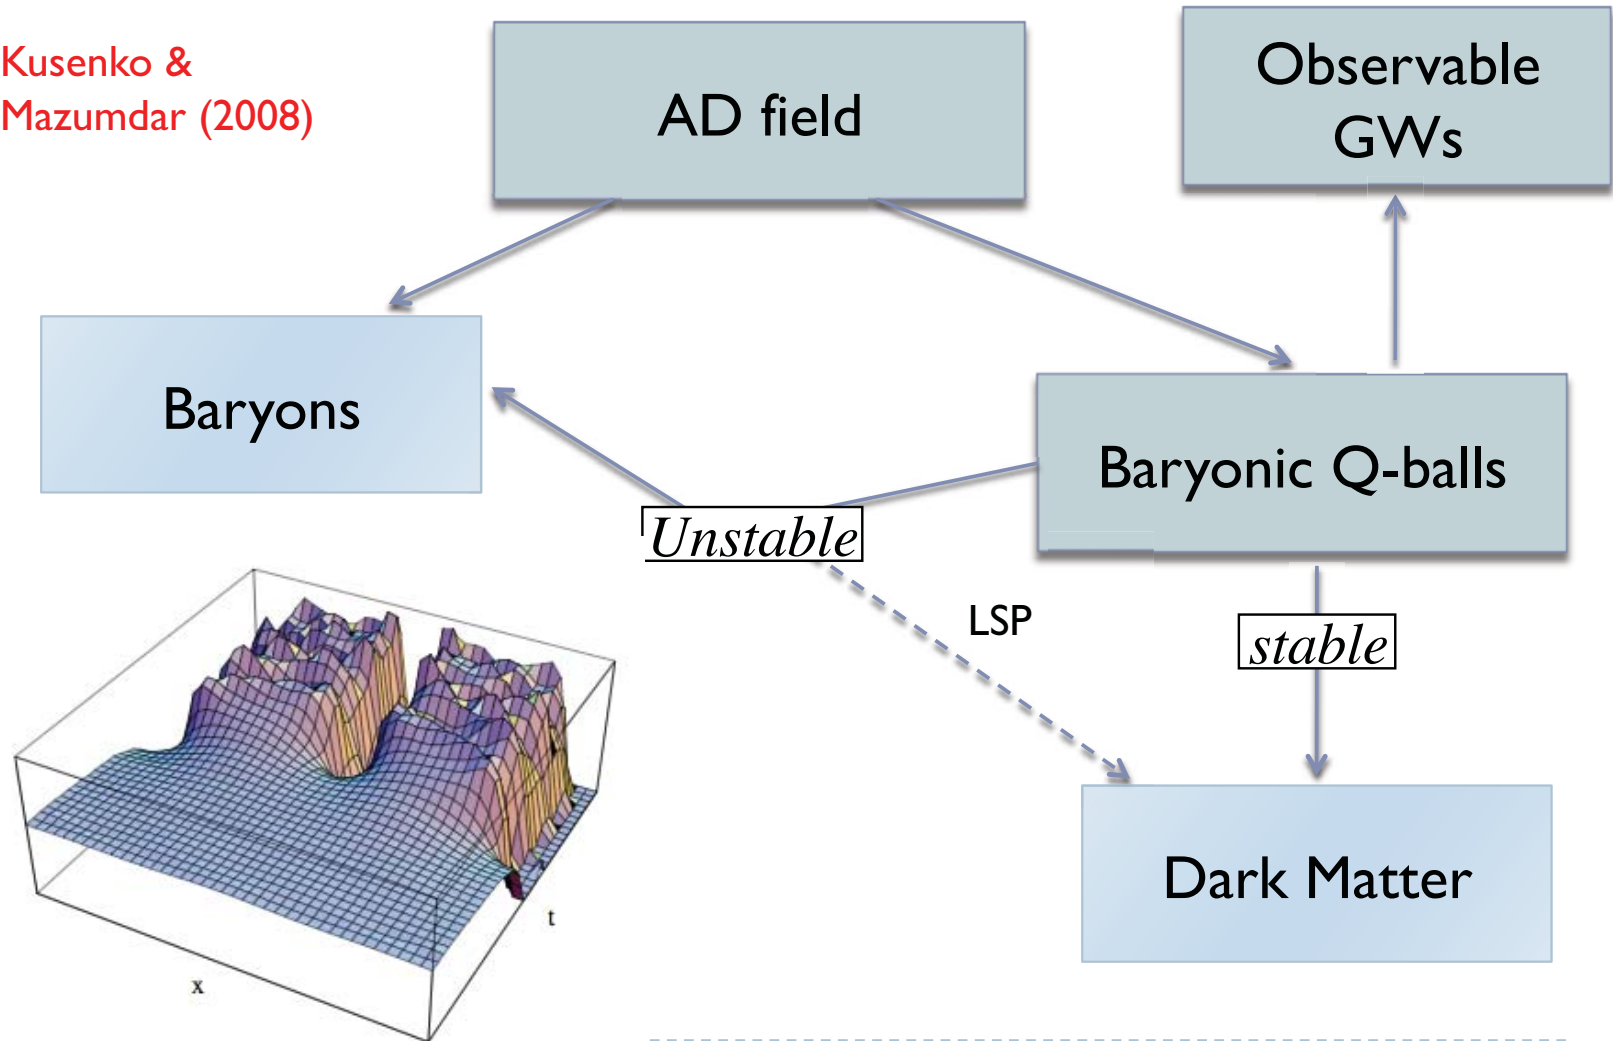 Kusenko &
Mazumdar (2008)
AD field
Observable
GWs
Baryons
Baryonic Q-balls
Unstable
LSP
stable
Dark Matter
t
x